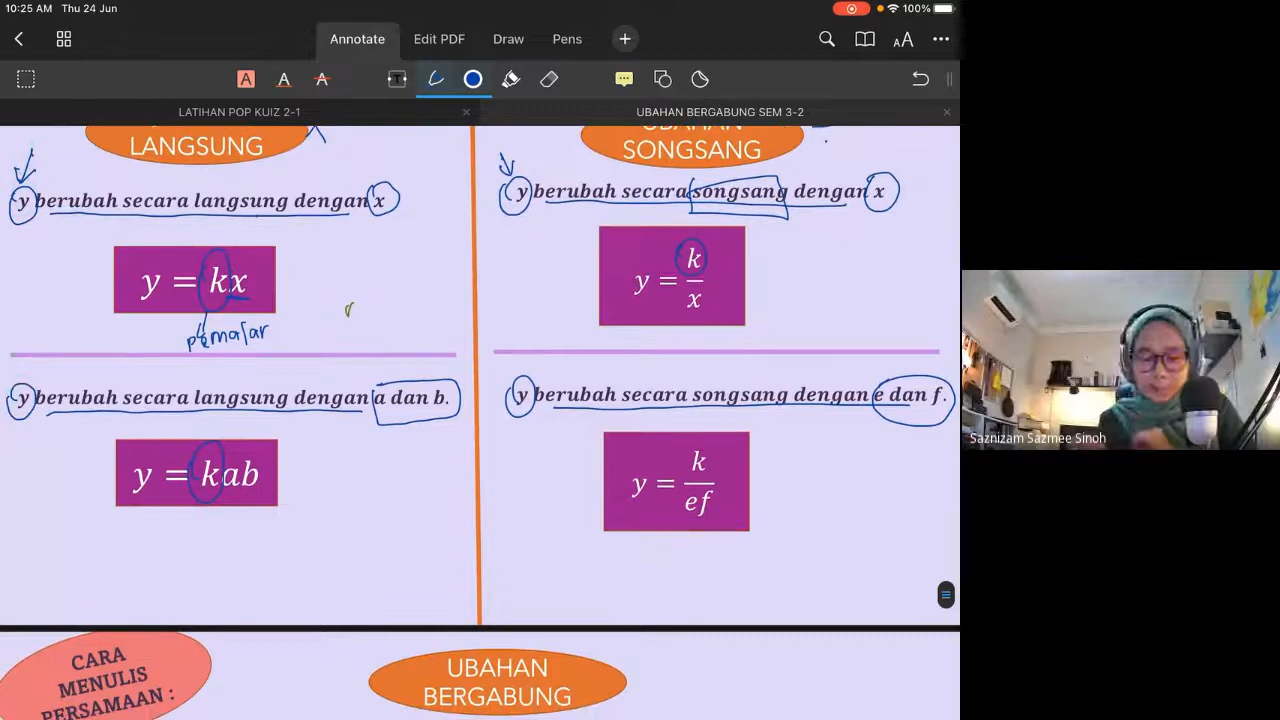 10:25 AM Thu 24 Jun
100%
Annotate Edit PDF Draw Pens
AA
A A A T
LATIHAN POP KUIZ 2-1
UBAHAN BERGABUNG SEM 3-2
LANGSUNG
y berubah secara langsung dengan x
y = kx
pemalar
y berubah secara langsung dengan a dan b.
y = kab
UBAHAN
SONGSANG
y berubah secara songsang dengan x
y = k/x
y berubah secara songsang dengan e dan f.
y = k/ef
CARA
MENULIS
PERSAMAAN :
UBAHAN
BERGABUNG
Saznizam Sazmee Sinoh